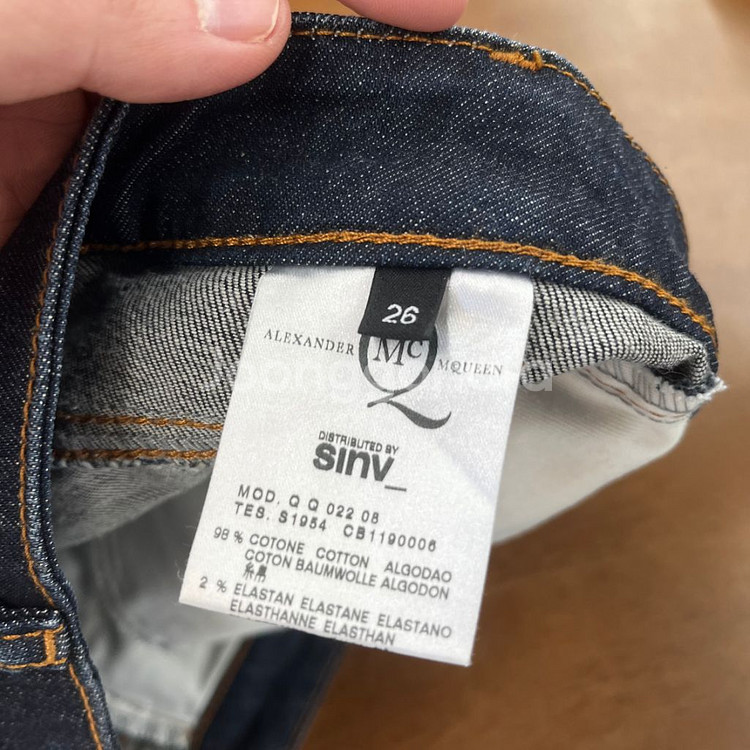 26
ALEXANDER McQ MCQUEEN
DISTRIBUTED BY
sinv_
MOD. Q Q 022 08
TES. S1954 CB1190006
98 % COTONE COTTON ALGODAO
COTON BAUMWOLLE ALGODON
棉
2 % ELASTAN ELASTANE ELASTANO
ELASTHANNE ELASTHAN